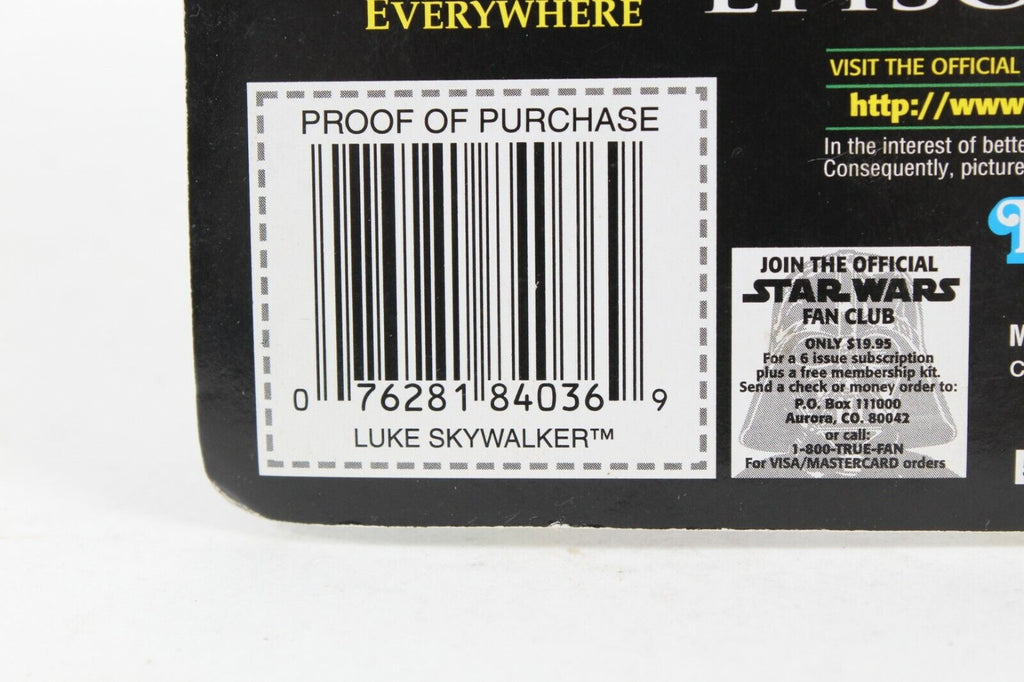 EVERYWHERE
VISIT THE OFFICIAL
http://www
In the interest of bette
Consequently, picture
PROOF OF PURCHASE
0 76281 84036 9
LUKE SKYWALKER™
JOIN THE OFFICIAL
STAR WARS
FAN CLUB
ONLY $19.95
For a 6 issue subscription
plus a free membership kit.
Send a check or money order to:
P.O. Box 111000
Aurora, CO. 80042
or call:
1-800-TRUE-FAN
For VISA/MASTERCARD orders